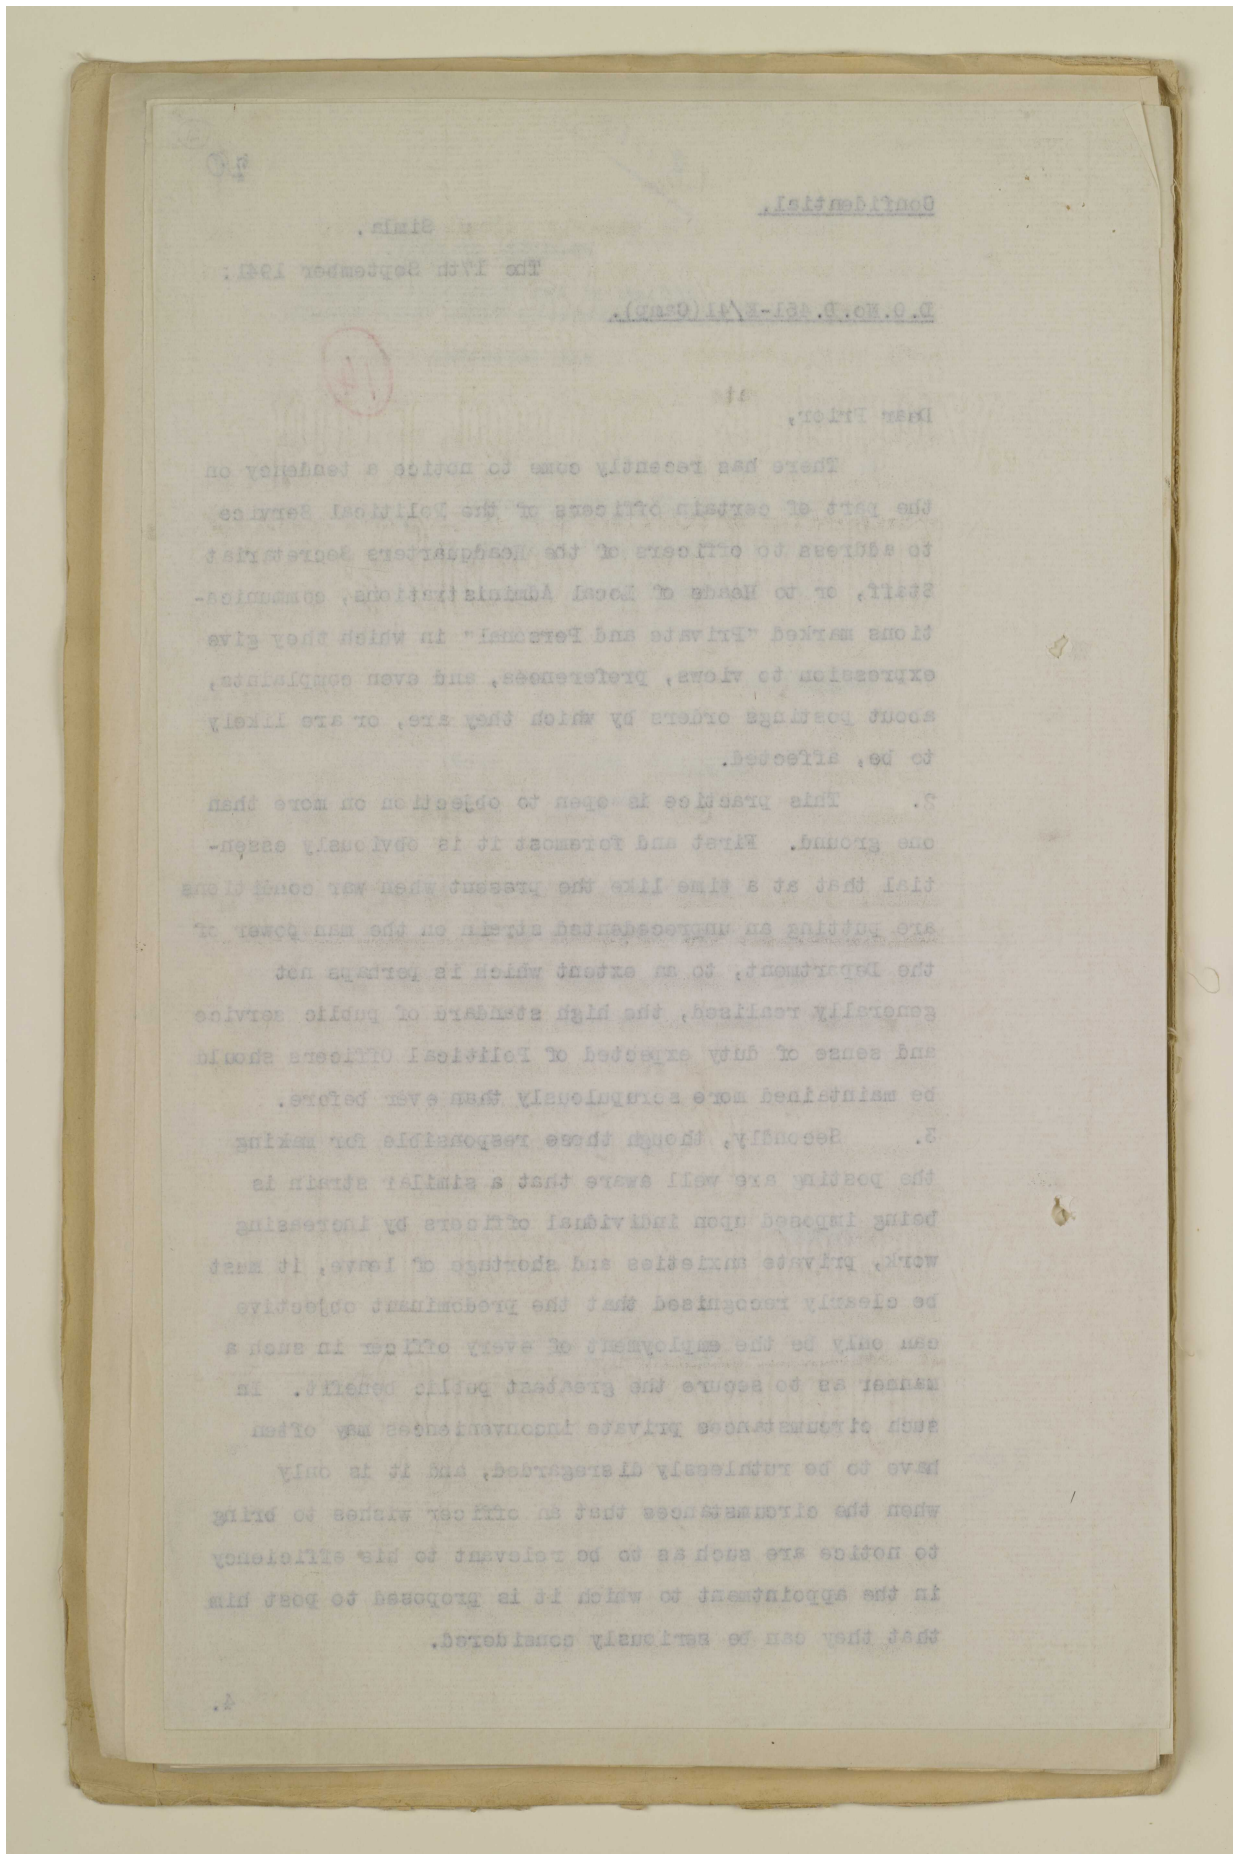 Confidential.
Simla,
The 17th September 1941.
D.O.No.D.461-E/41(Camp).
14
Dear Prior,
There has recently come to notice a tendency on
the part of certain officers of the Political Service
to address to officers of the Headquarters Secretariat
Staff, or to Heads of Local Administrations, communica-
tions marked "Private and Personal" in which they give
expression to views, preferences, and even complaints,
about postings orders by which they are, or are likely
to be, affected.
2. This practice is open to objection on more than
one ground. First and foremost it is obviously essen-
tial that at a time like the present when war conditions
are putting an unprecedented strain on the man power of
the Department, to an extent which is perhaps not
generally realised, the high standard of public service
and sense of duty expected of Political Officers should
be maintained more scrupulously than ever before.
3. Secondly, though those responsible for making
the posting are well aware that a similar strain is
being imposed upon individual officers by increasing
work, private anxieties and shortage of leave, it must
be clearly recognised that the predominant objective
can only be the employment of every officer in such a
manner as to secure the greatest public benefit. In
such circumstances private inconveniences may often
have to be ruthlessly disregarded, and it is only
when the circumstances that an officer wishes to bring
to notice are such as to be relevant to his efficiency
in the appointment to which it is proposed to post him
that they can be seriously considered.
4.